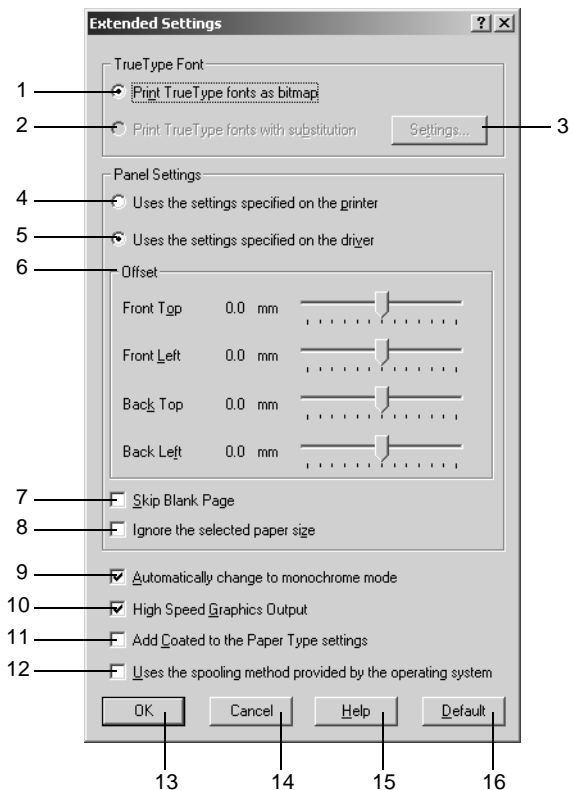 Extended Settings
TrueType Font
1 Print TrueType fonts as bitmap
2 Print TrueType fonts with substitution Settings... 3
Panel Settings
4 Uses the settings specified on the printer
5 Uses the settings specified on the driver
6 Offset
Front Top 0.0 mm
Front Left 0.0 mm
Back Top 0.0 mm
Back Left 0.0 mm
7 Skip Blank Page
8 Ignore the selected paper size
9 Automatically change to monochrome mode
10 High Speed Graphics Output
11 Add Coated to the Paper Type settings
12 Uses the spooling method provided by the operating system
OK Cancel Help Default
13 14 15 16